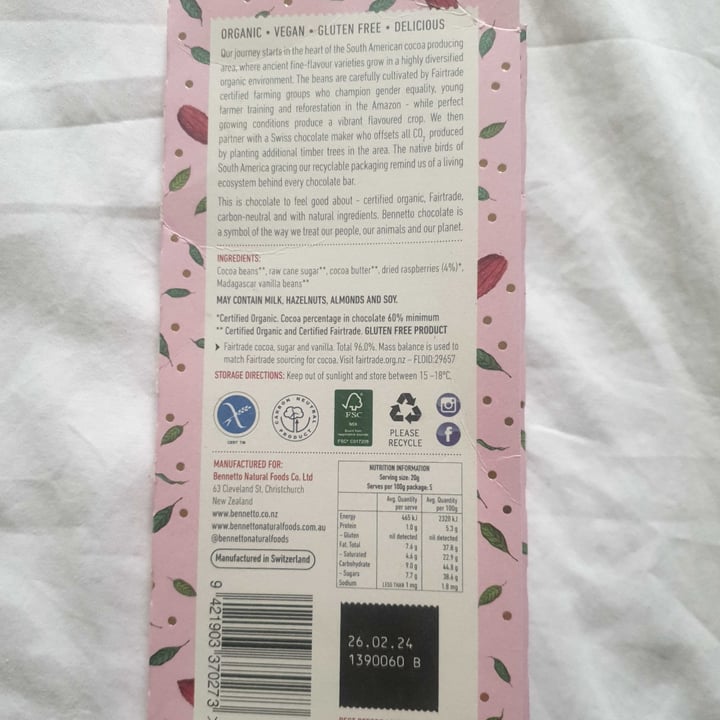 ORGANIC • VEGAN • GLUTEN FREE • DELICIOUS
Our journey starts in the heart of the South American cocoa producing
area, where ancient fine-flavour varieties grow in a highly diversified
organic environment. The beans are carefully cultivated by Fairtrade
certified farming groups who champion gender equality, young
farmer training and reforestation in the Amazon - while perfect
growing conditions produce a vibrant flavoured crop. We then
partner with a Swiss chocolate maker who offsets all CO₂ produced
by planting additional timber trees in the area. The native birds of
South America gracing our recyclable packaging remind us of a living
ecosystem behind every chocolate bar.
This is chocolate to feel good about - certified organic, Fairtrade,
carbon-neutral and with natural ingredients. Bennetto chocolate is
a symbol of the way we treat our people, our animals and our planet.
INGREDIENTS:
Cocoa beans**, raw cane sugar**, cocoa butter**, dried raspberries (4%)*,
Madagascar vanilla beans**
MAY CONTAIN MILK, HAZELNUTS, ALMONDS AND SOY.
*Certified Organic. Cocoa percentage in chocolate 60% minimum
** Certified Organic and Certified Fairtrade. GLUTEN FREE PRODUCT
Fairtrade cocoa, sugar and vanilla. Total 96.0%. Mass balance is used to
match Fairtrade sourcing for cocoa. Visit fairtrade.org.nz - FLOID:29657
STORAGE DIRECTIONS: Keep out of sunlight and store between 15 -18°C.
CERT TM
CARBON NEUTRAL
PRODUCT
FSC
MIX
FSC® C017209
PLEASE
RECYCLE
MANUFACTURED FOR:
Bennetto Natural Foods Co. Ltd
63 Cleveland St, Christchurch
New Zealand
www.bennetto.co.nz
www.bennettonaturalfoods.com.au
@bennettonaturalfoods
Manufactured in Switzerland
NUTRITION INFORMATION
Serving size: 20g
Serves per 100g package: 5
Avg. Quantity per serve Avg. Quantity per 100g
Energy 465 kJ 2320 kJ
Protein 1.0 g 5.3 g
- Gluten nil detected nil detected
Fat, Total 7.6 g 37.8 g
- Saturated 4.6 g 22.9 g
Carbohydrate 9.0 g 44.8 g
- Sugars 7.7 g 38.4 g
Sodium LESS THAN 1 mg 1.8 mg
9 421903 370273 >
26.02.24
1390060 B